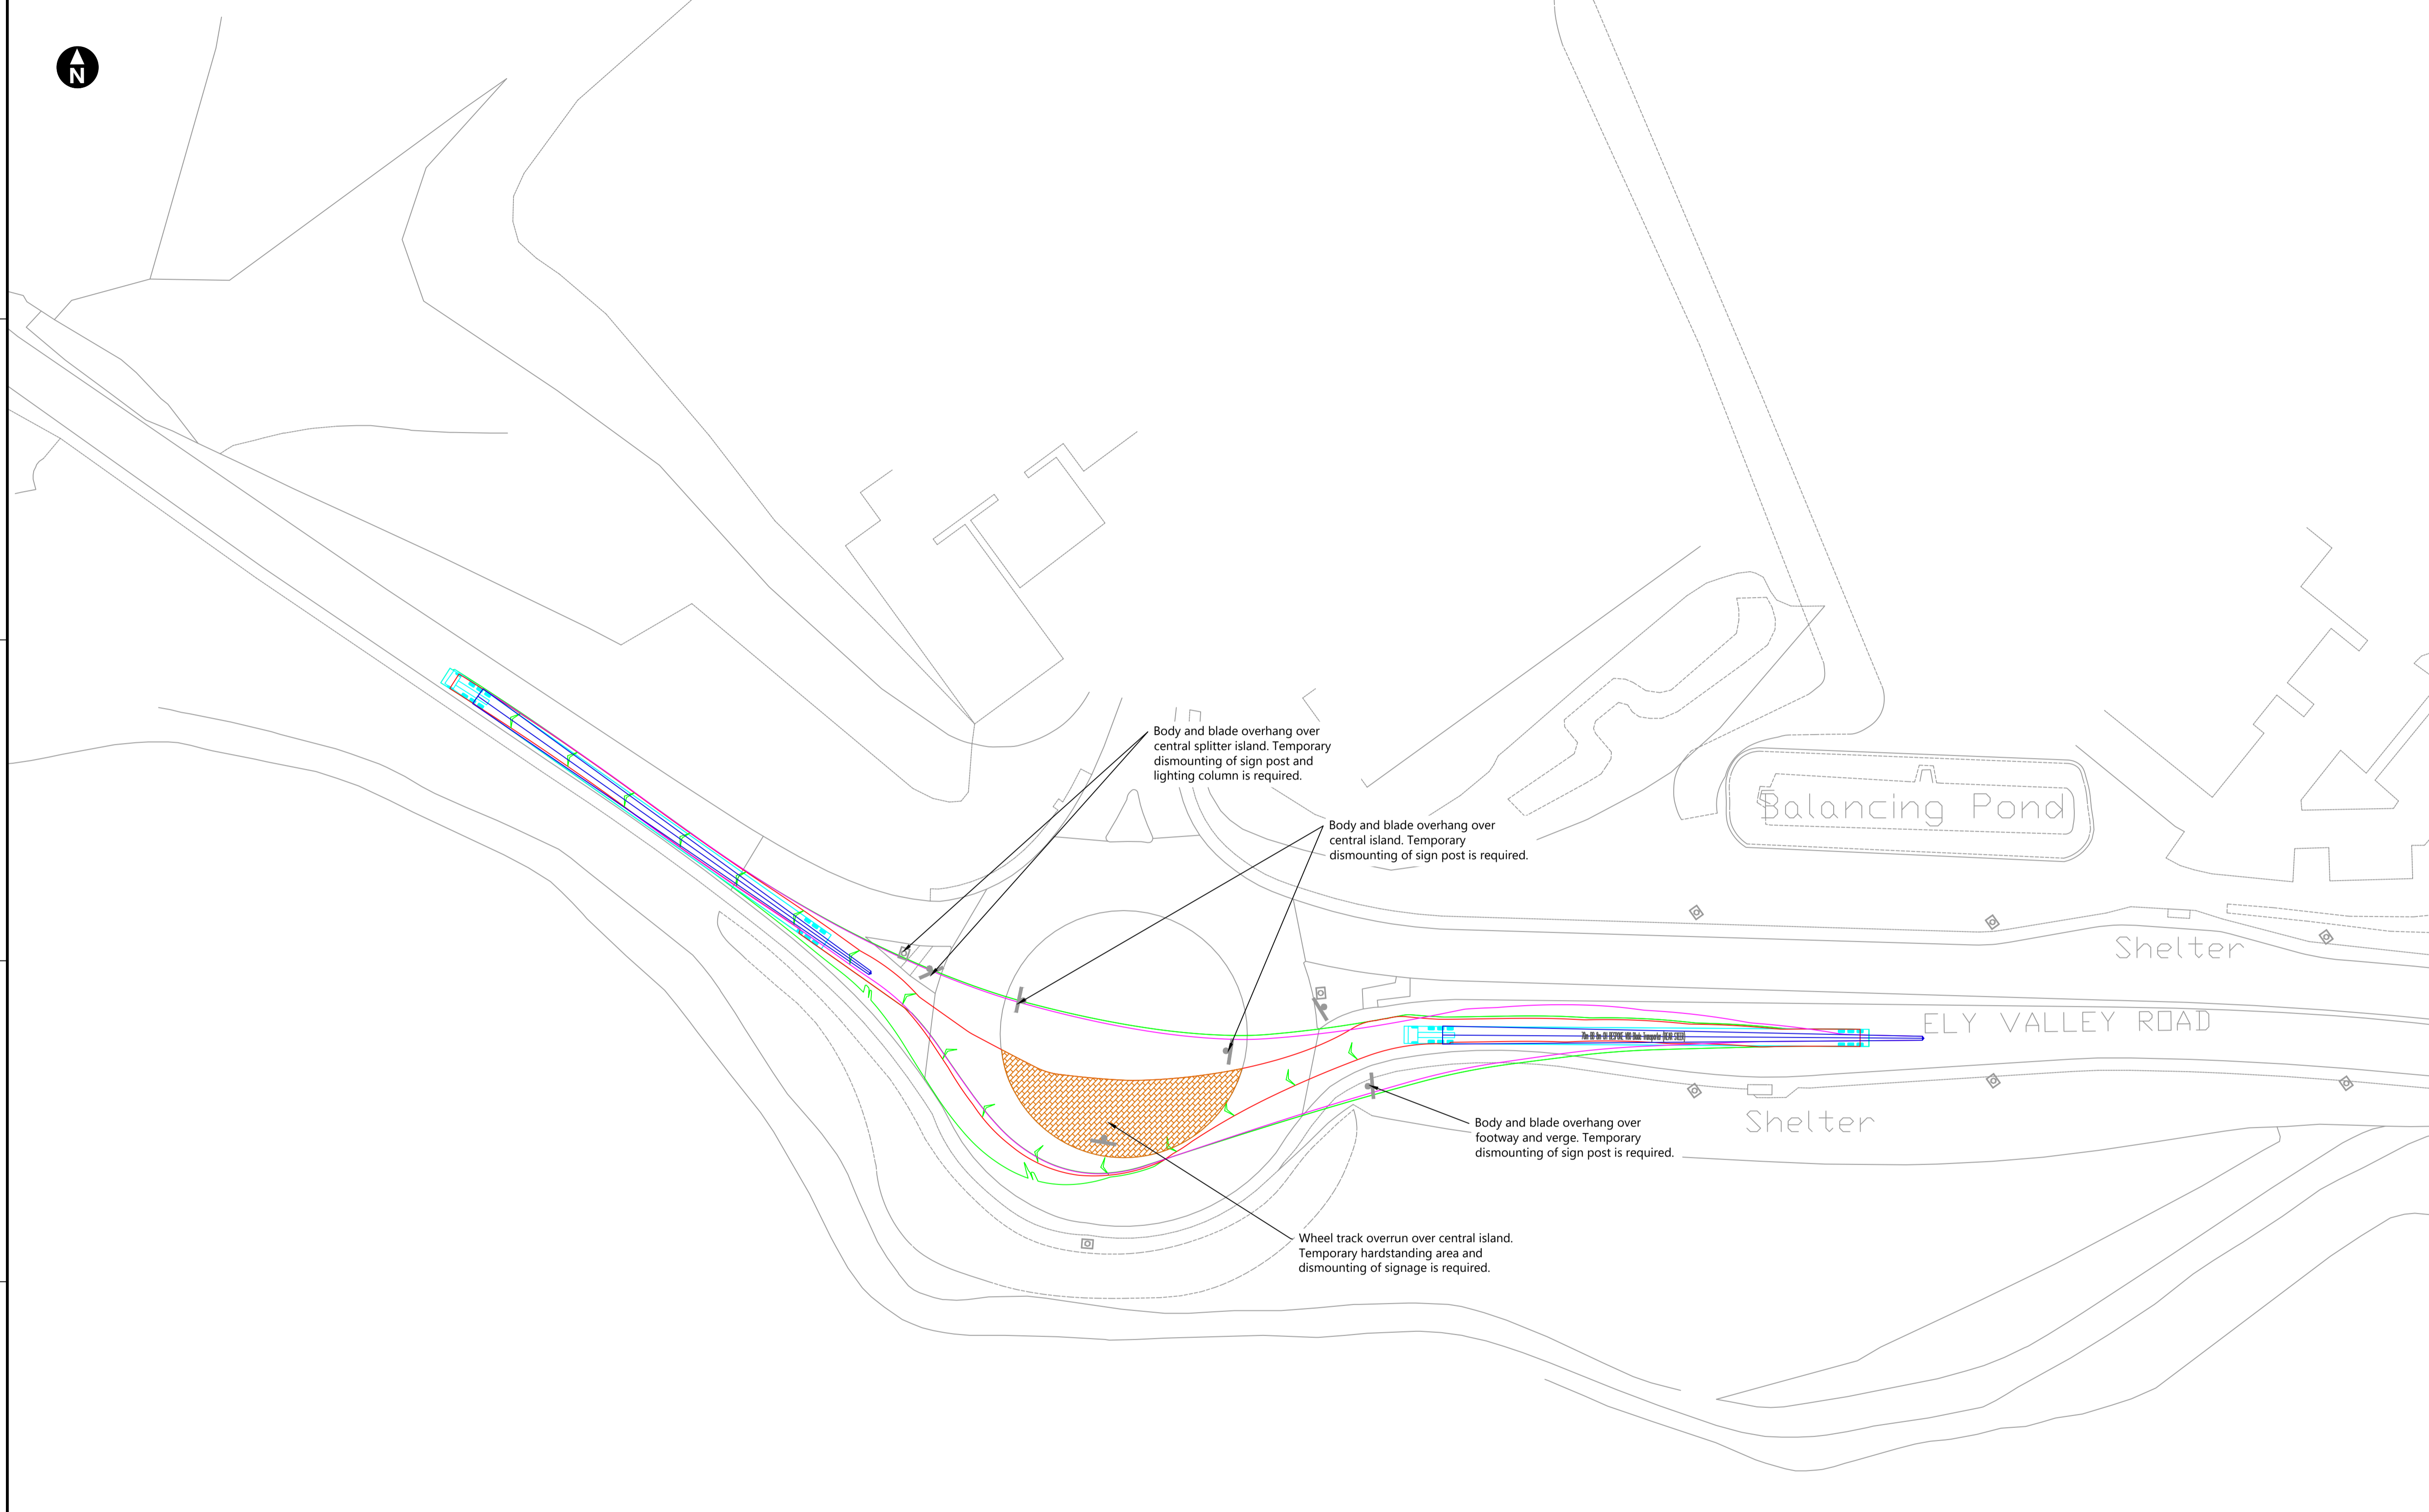 N
Body and blade overhang over
central splitter island. Temporary
dismounting of sign post and
lighting column is required.
Body and blade overhang over
central island. Temporary
dismounting of sign post is required.
Balancing Pond
Shelter
ELY VALLEY ROAD
Shelter
Body and blade overhang over
footway and verge. Temporary
dismounting of sign post is required.
Wheel track overrun over central island.
Temporary hardstanding area and
dismounting of signage is required.